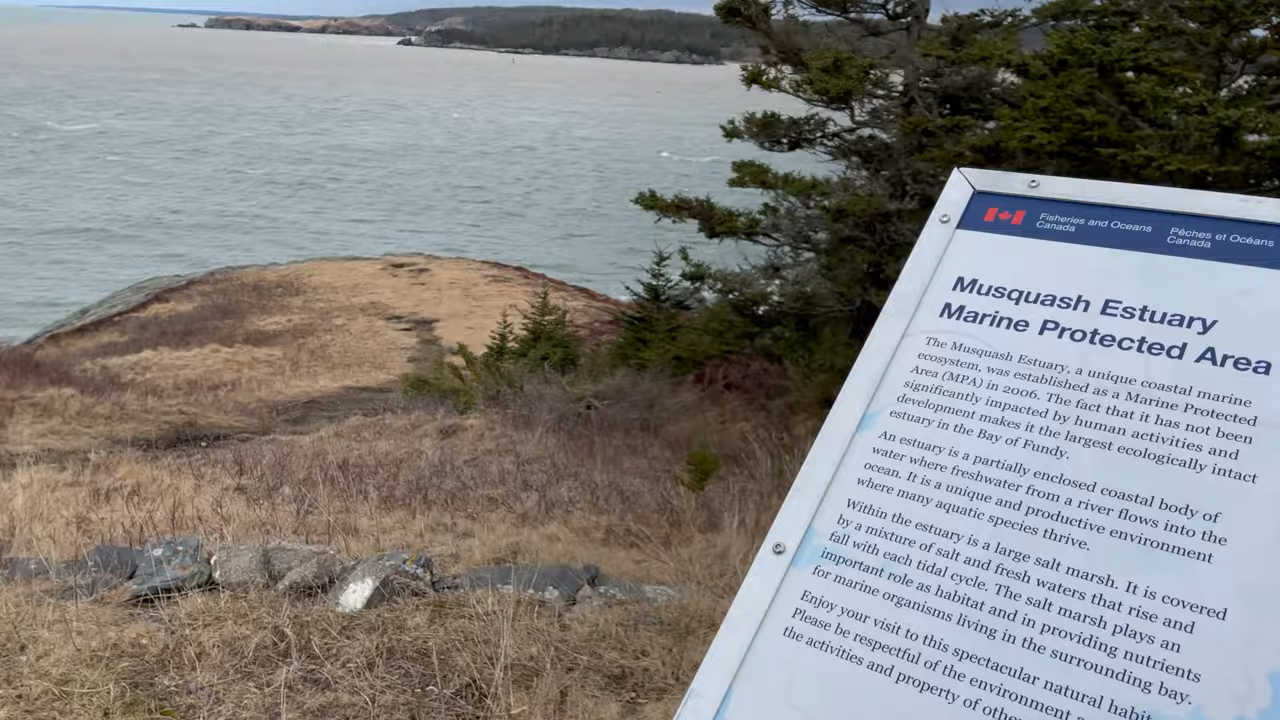 Fisheries and Oceans
Canada
Pêches et Océans
Canada
Musquash Estuary
Marine Protected Area
The Musquash Estuary, a unique coastal marine
ecosystem, was established as a Marine Protected
Area (MPA) in 2006. The fact that it has not been
significantly impacted by human activities and
development makes it the largest ecologically intact
estuary in the Bay of Fundy.
An estuary is a partially enclosed coastal body of
water where freshwater from a river flows into the
ocean. It is a unique and productive environment
where many aquatic species thrive.
Within the estuary is a large salt marsh. It is covered
by a mixture of salt and fresh waters that rise and
fall with each tidal cycle. The salt marsh plays an
important role as habitat and in providing nutrients
for marine organisms living in the surrounding bay.
Enjoy your visit to this spectacular natural habit
Please be respectful of the environment
the activities and property of other